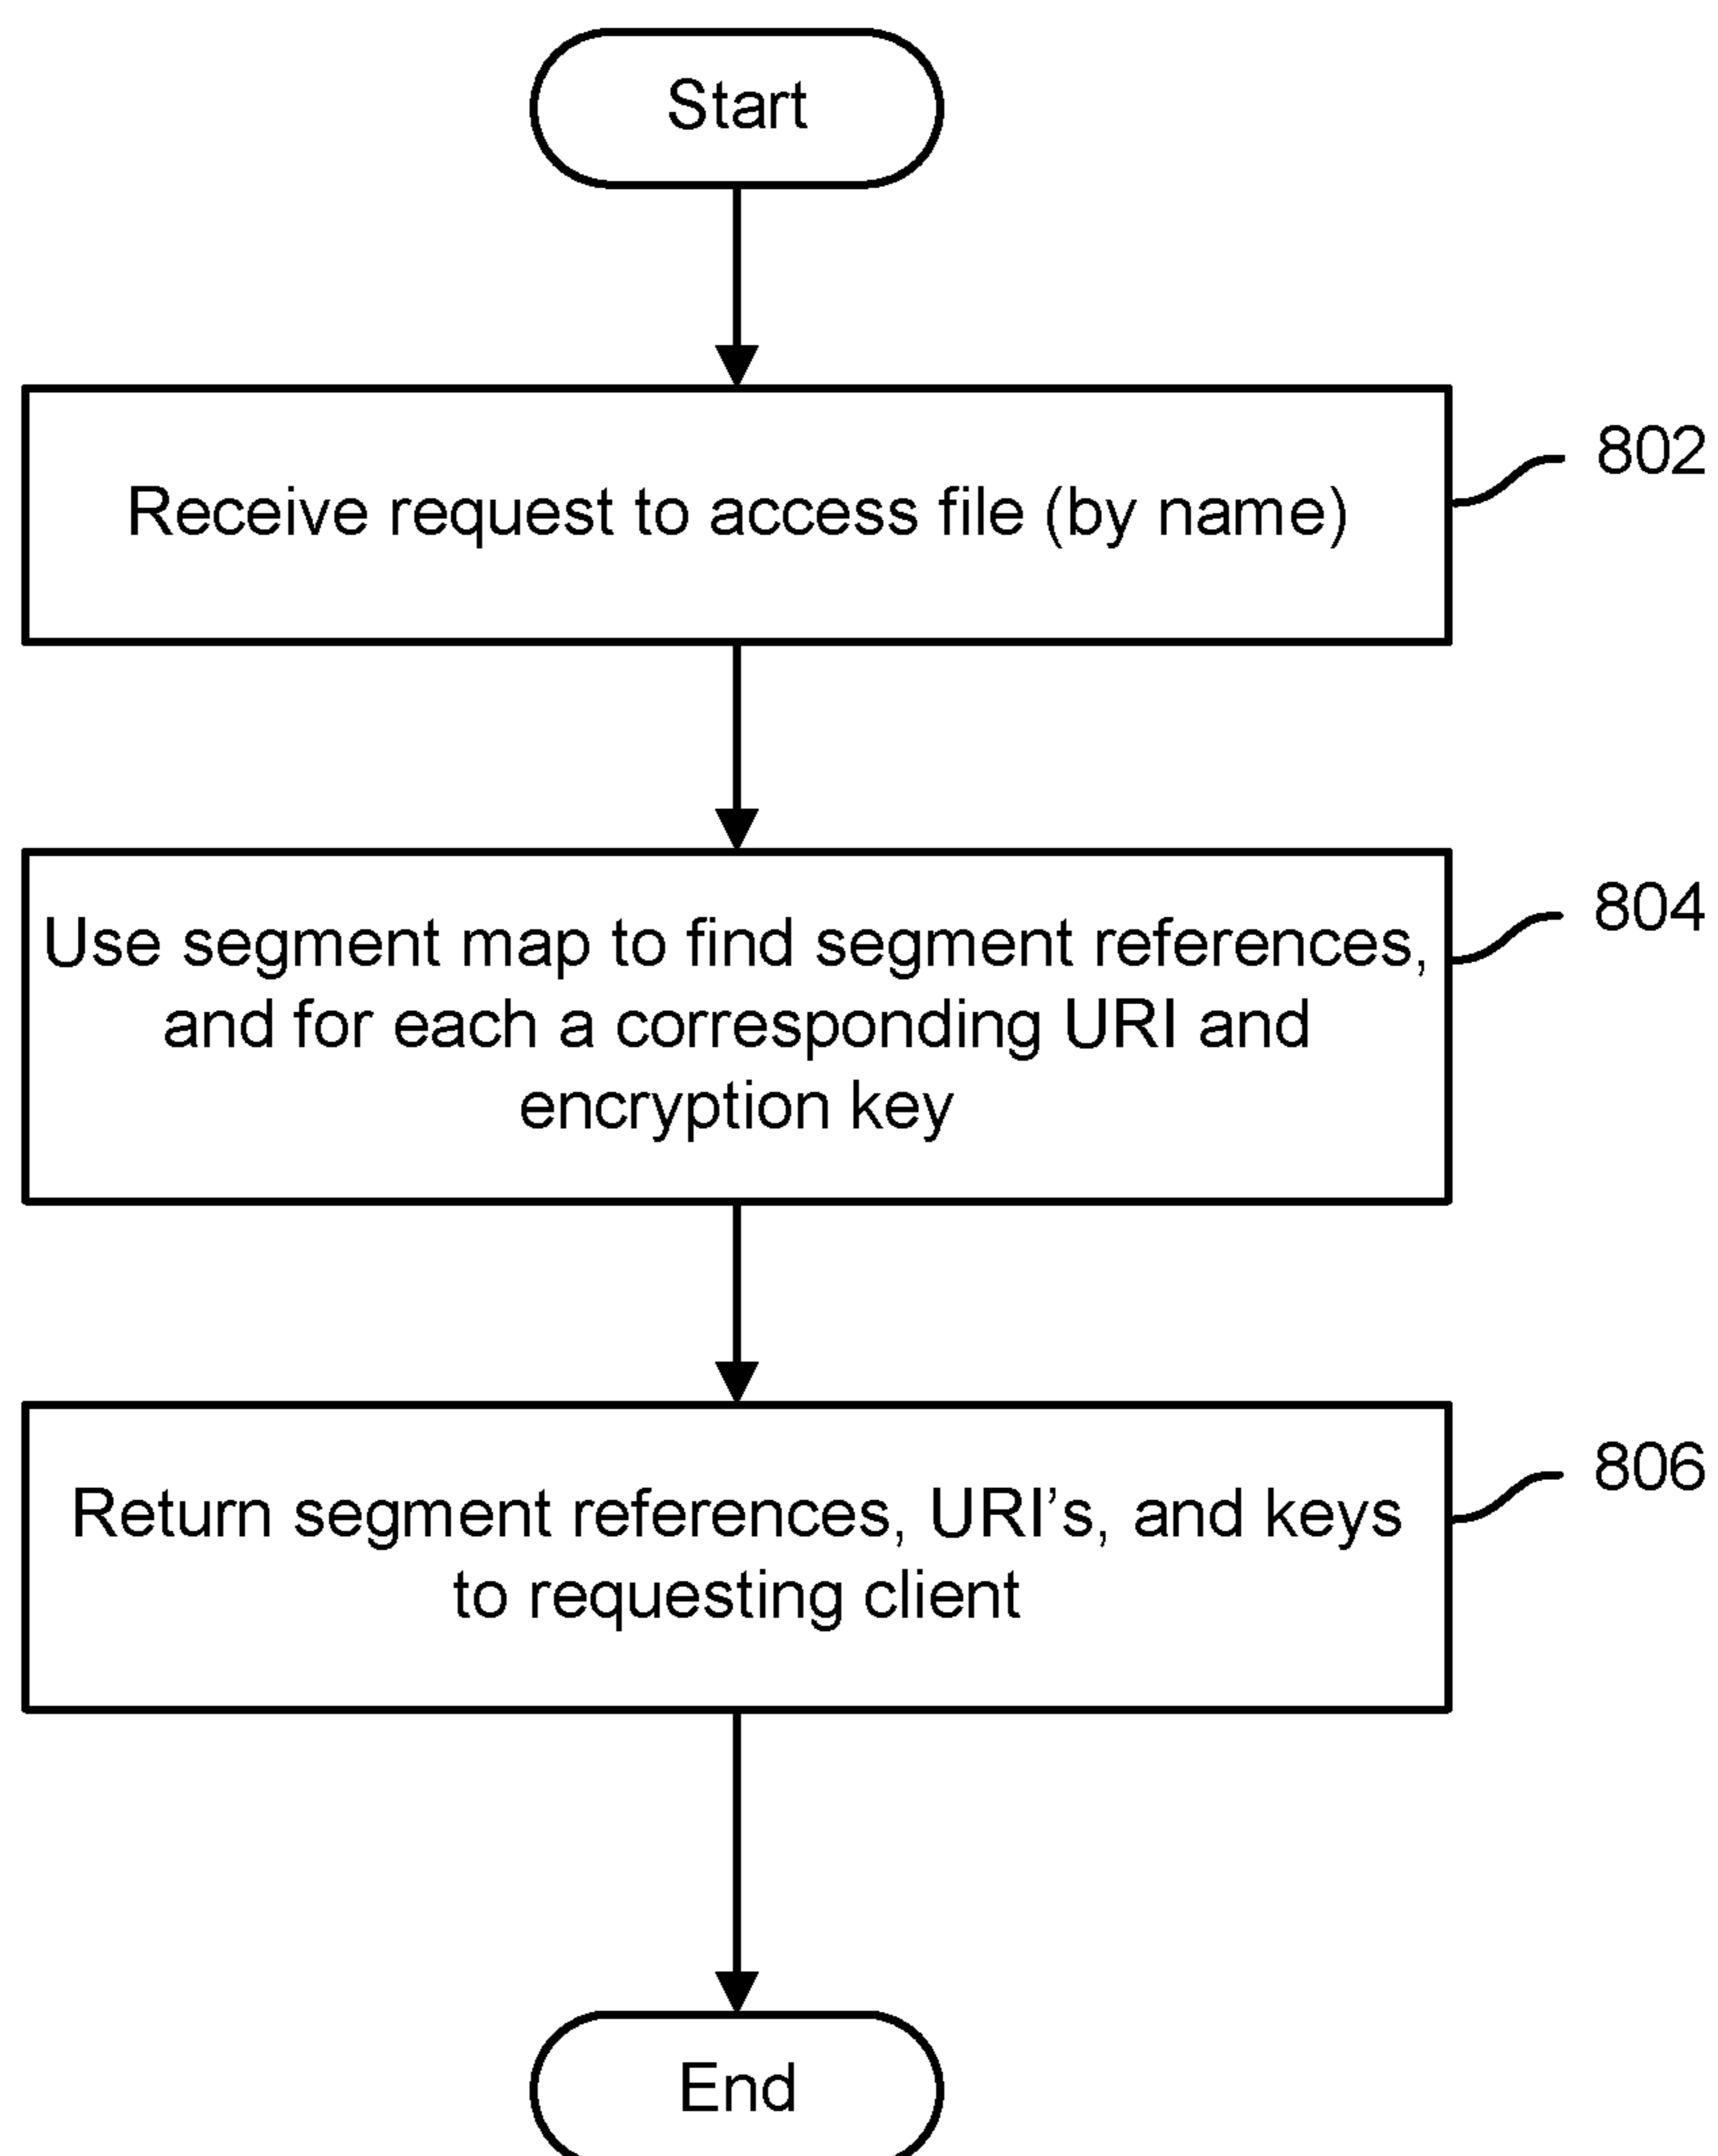 Start
Receive request to access file (by name)
802
Use segment map to find segment references,
and for each a corresponding URI and
encryption key
804
Return segment references, URI’s, and keys
to requesting client
806
End